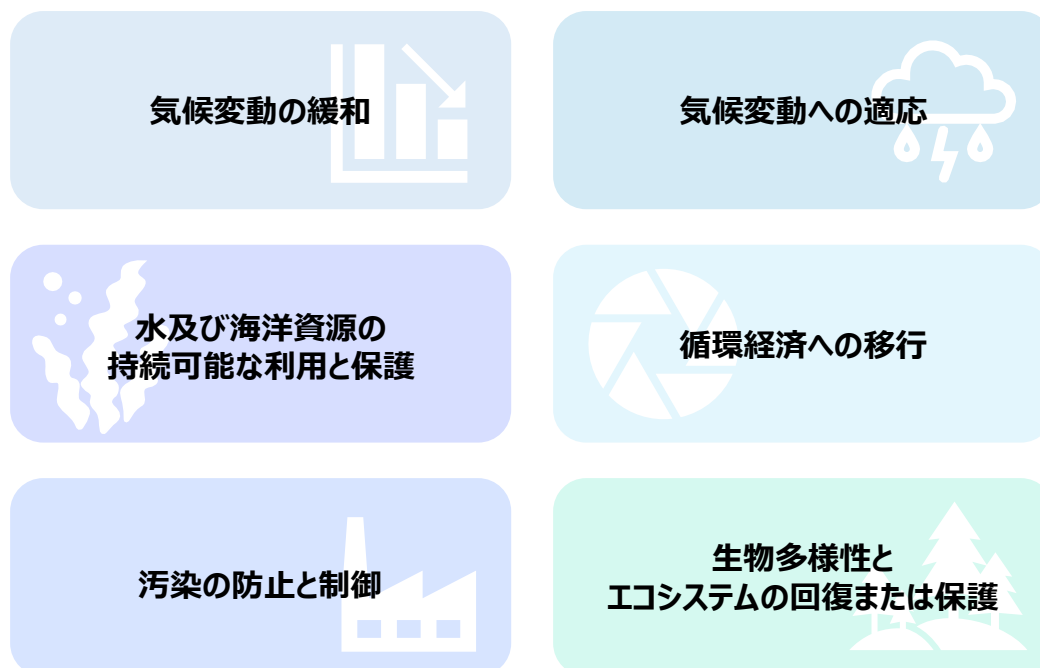 気候変動の緩和
気候変動への適応
水及び海洋資源の
持続可能な利用と保護
循環経済への移行
汚染の防止と制御
生物多様性と
エコシステムの回復または保護